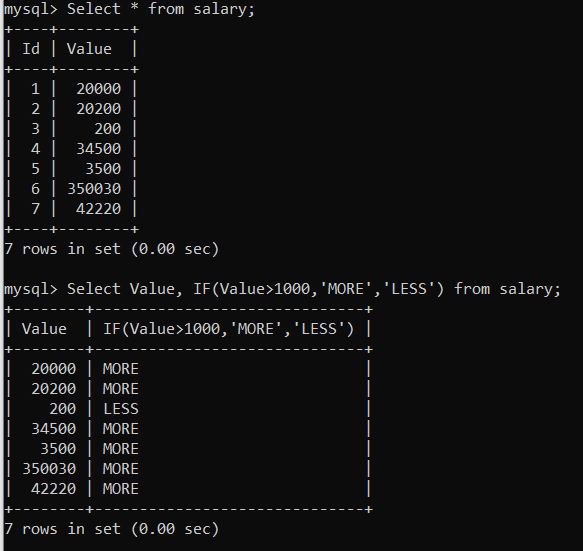 mysql> Select * from salary;
+----+--------+
| Id | Value  |
+----+--------+
|  1 |  20000 |
|  2 |  20200 |
|  3 |    200 |
|  4 |  34500 |
|  5 |   3500 |
|  6 | 350030 |
|  7 |  42220 |
+----+--------+
7 rows in set (0.00 sec)

mysql> Select Value, IF(Value>1000,'MORE','LESS') from salary;
+--------+------------------------------+
| Value  | IF(Value>1000,'MORE','LESS') |
+--------+------------------------------+
|  20000 | MORE                         |
|  20200 | MORE                         |
|    200 | LESS                         |
|  34500 | MORE                         |
|   3500 | MORE                         |
| 350030 | MORE                         |
|  42220 | MORE                         |
+--------+------------------------------+
7 rows in set (0.00 sec)